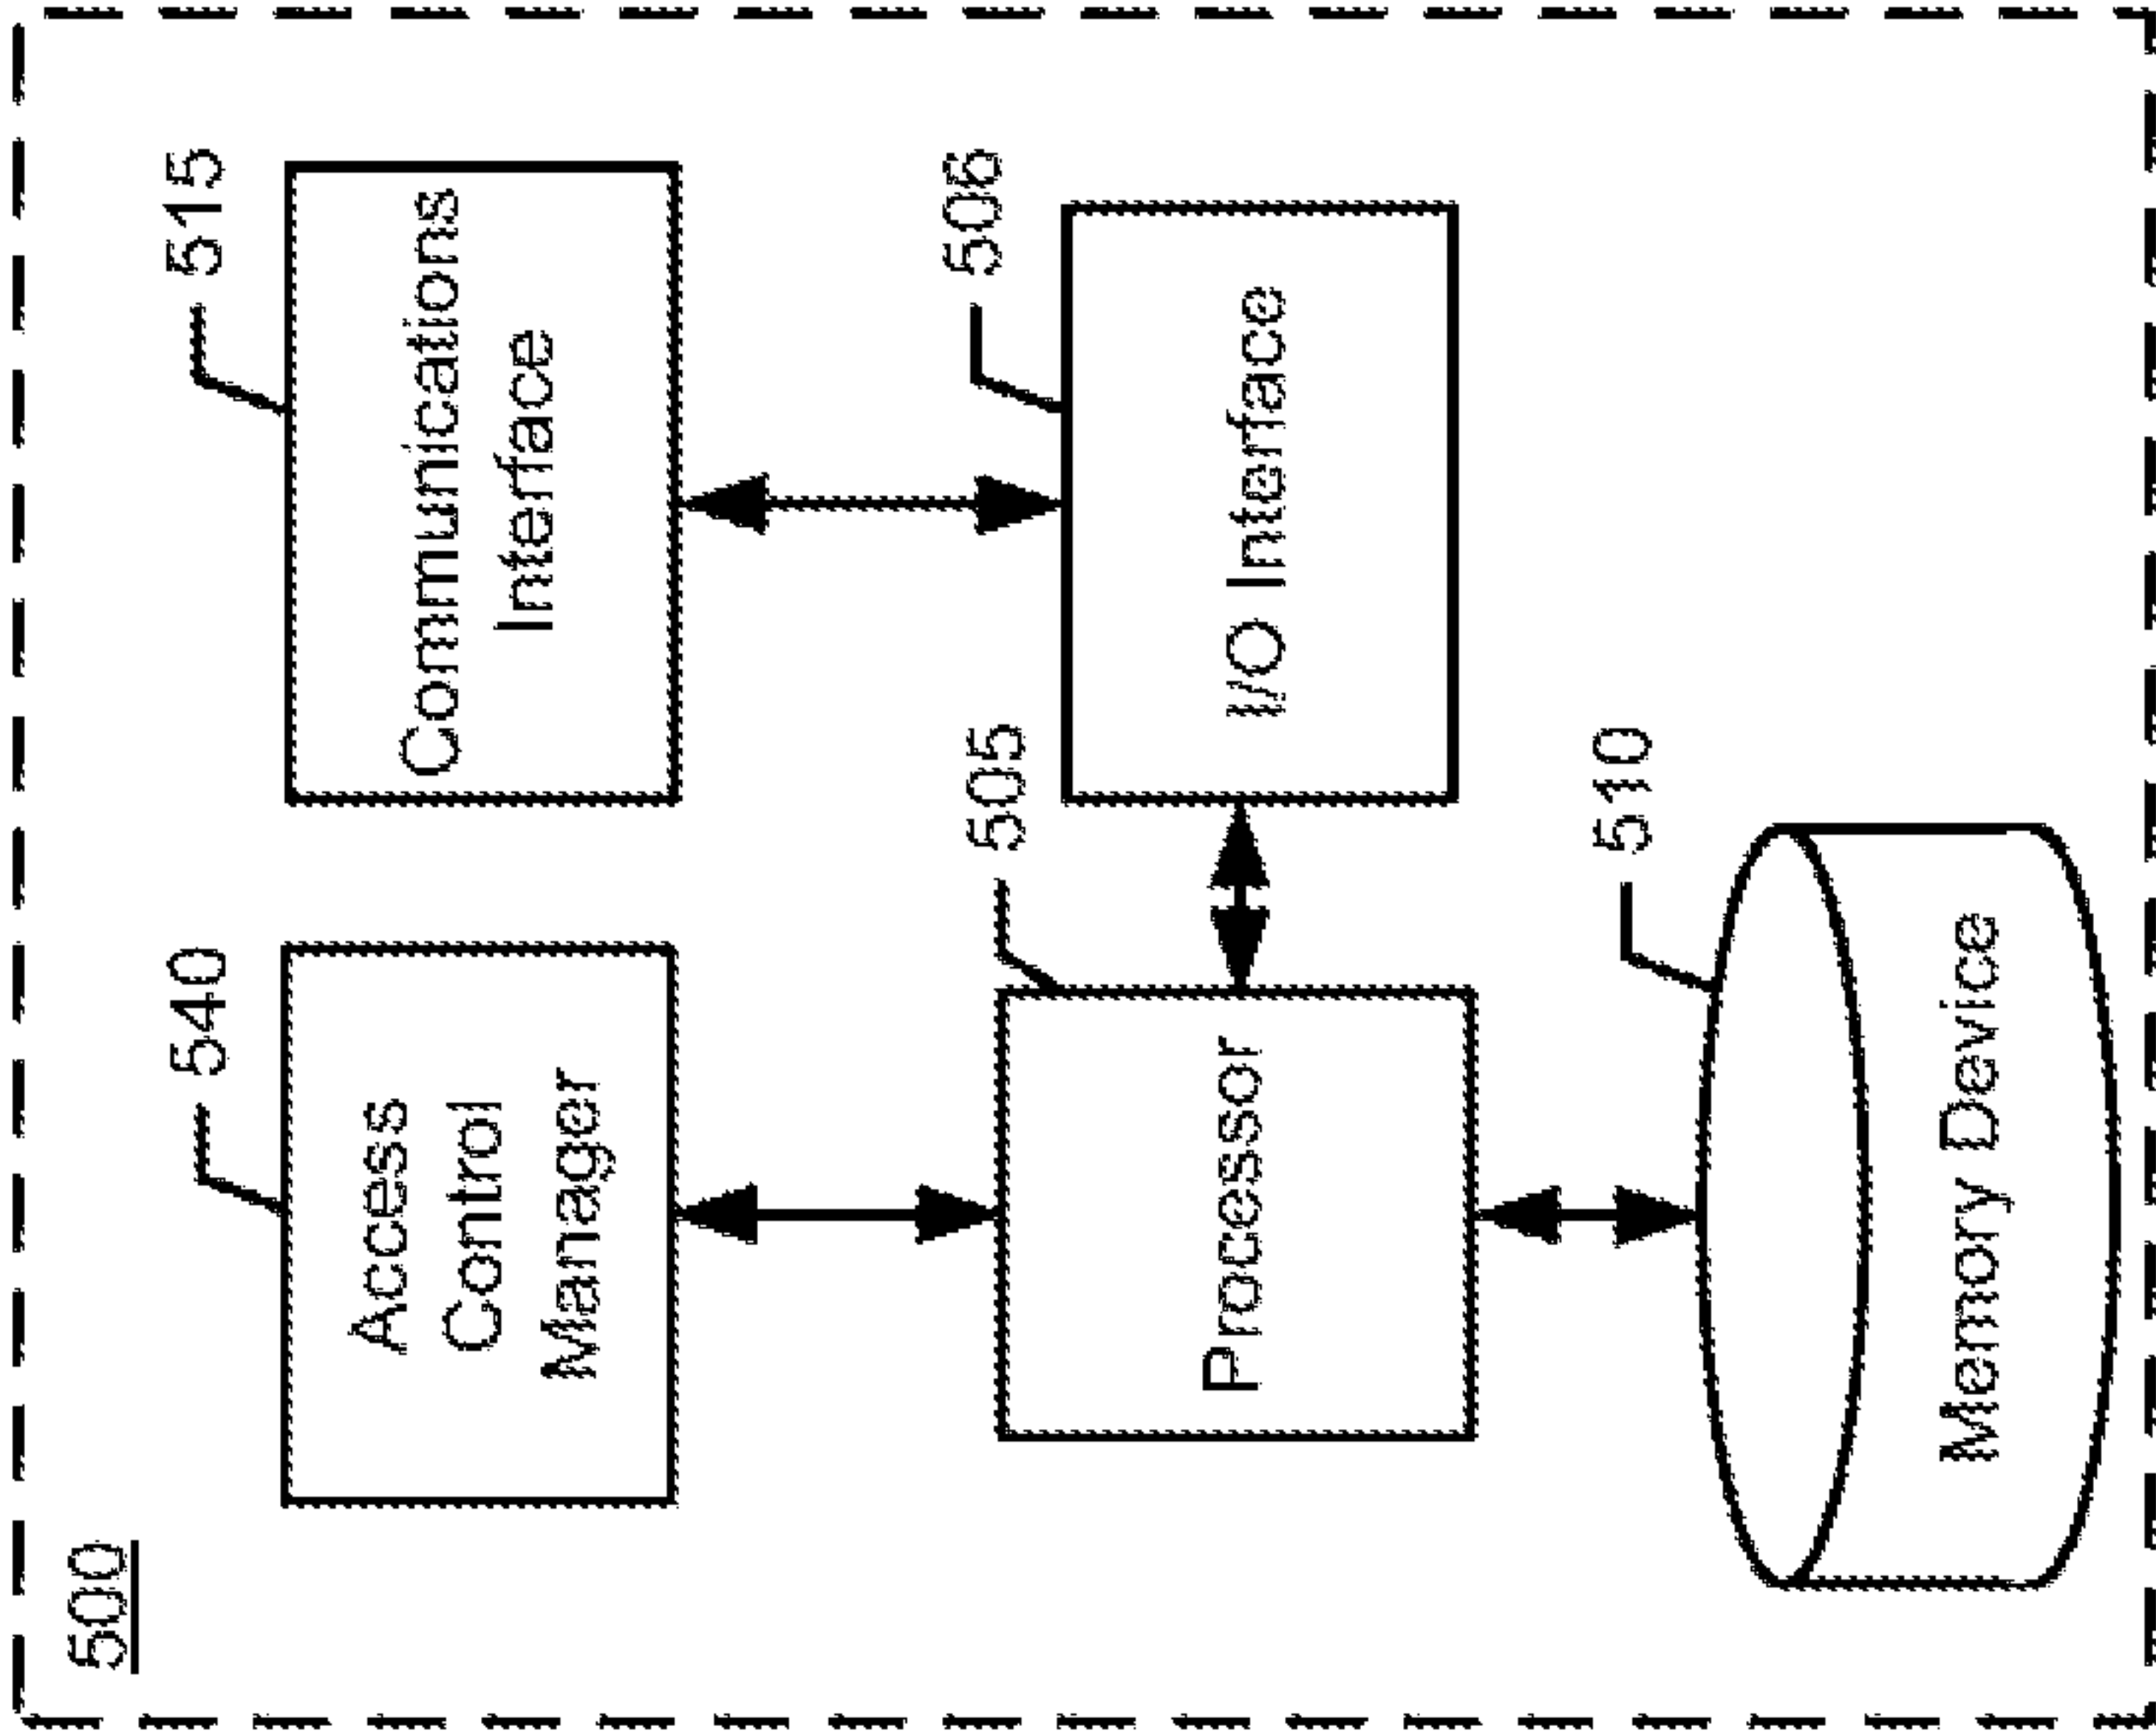 500
540
Access
Control
Manager
515
Communications
Interface
505
Processor
506
I/O Interface
510
Memory Device